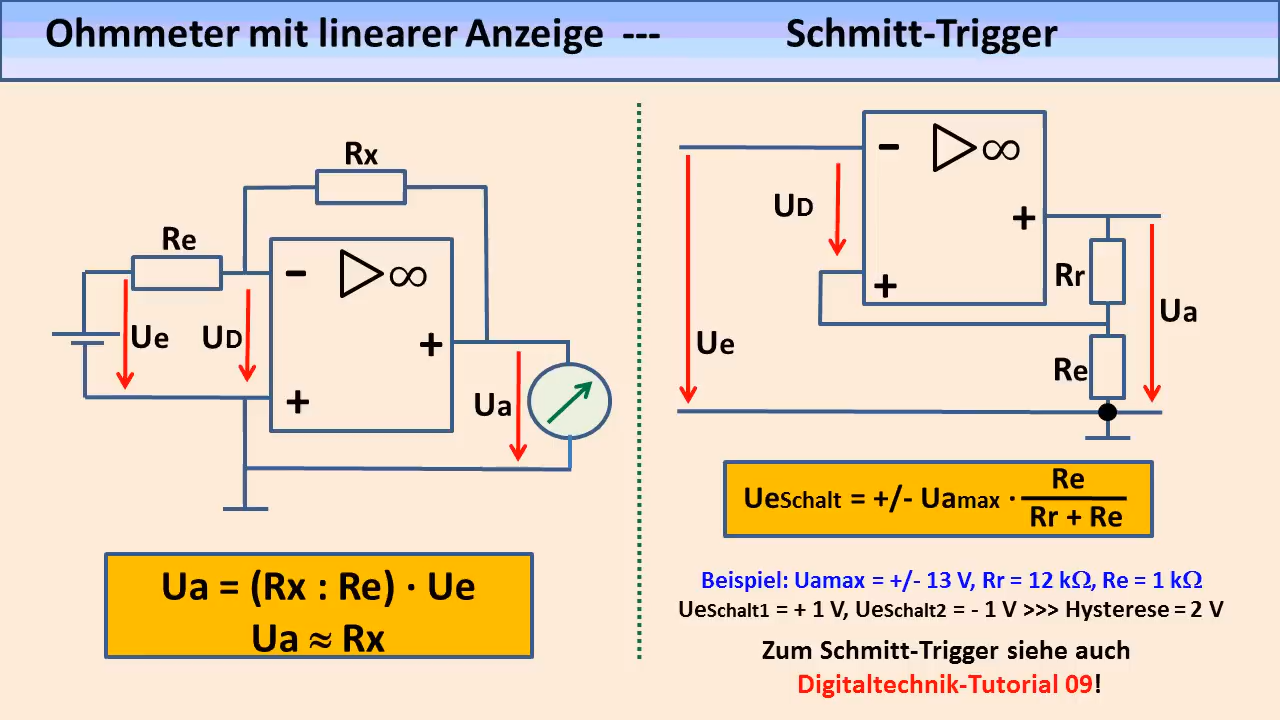 Ohmmeter mit linearer Anzeige --- Schmitt-Trigger
Rx
Re
- ▷∞
Ue
UD
+
+
Ua
Ua = (Rx : Re) · Ue
Ua ≈ Rx
- ▷∞
UD
+
+
Rr
Ua
Ue
Re
UeSchalt = +/- Uamax · Re
Rr + Re
Beispiel: Uamax = +/- 13 V, Rr = 12 kΩ, Re = 1 kΩ
UeSchalt1 = + 1 V, UeSchalt2 = - 1 V >>> Hysterese = 2 V
Zum Schmitt-Trigger siehe auch
Digitaltechnik-Tutorial 09!